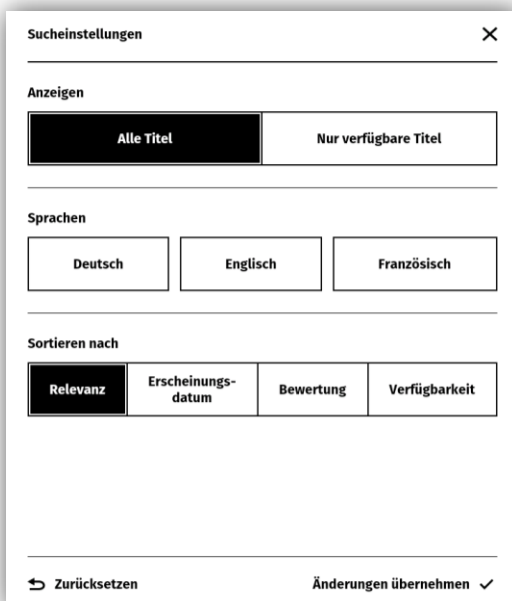 Sucheinstellungen
Anzeigen
Alle Titel
Nur verfügbare Titel
Sprachen
Deutsch
Englisch
Französisch
Sortieren nach
Relevanz
Erscheinungs-
datum
Bewertung
Verfügbarkeit
Zurücksetzen
Änderungen übernehmen